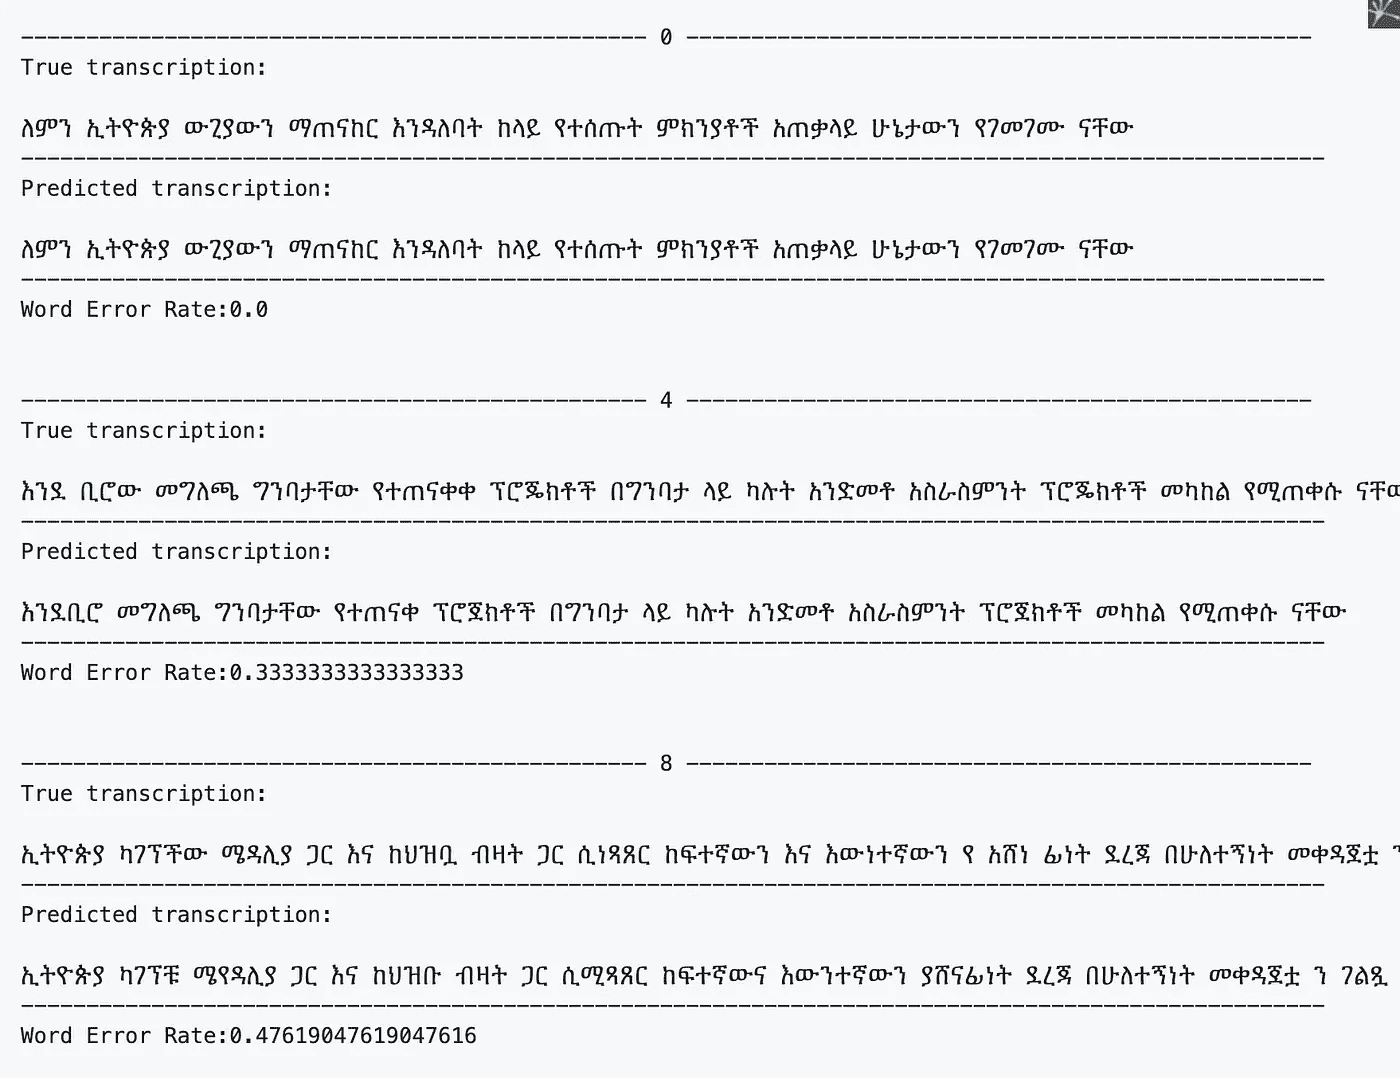 ------------------------------------------------ 0 ------------------------------------------------
True transcription:
ለምን ኢትዮጵያ ውጊያውን ማጠናከር እንዳለባት ከላይ የተሰጡት ምክንያቶች አጠቃላይ ሁኔታውን የገመገሙ ናቸው
----------------------------------------------------------------------------------------------------
Predicted transcription:
ለምን ኢትዮጵያ ውጊያውን ማጠናከር እንዳለባት ከላይ የተሰጡት ምክንያቶች አጠቃላይ ሁኔታውን የገመገሙ ናቸው
----------------------------------------------------------------------------------------------------
Word Error Rate:0.0
------------------------------------------------ 4 ------------------------------------------------
True transcription:
እንደ ቢሮው መግለጫ ግንባታቸው የተጠናቀቀ ፕሮጄክቶች በግንባታ ላይ ካሉት አንድመቶ አስራስምንት ፕሮጄክቶች መካከል የሚጠቀሱ ናቸው
----------------------------------------------------------------------------------------------------
Predicted transcription:
እንደቢሮ መግለጫ ግንባታቸው የተጠናቀ ፕሮጀክቶች በግንባታ ላይ ካሉት አንድመቶ አስራስምንት ፕሮጀክቶች መካከል የሚጠቀሱ ናቸው
----------------------------------------------------------------------------------------------------
Word Error Rate:0.3333333333333333
------------------------------------------------ 8 ------------------------------------------------
True transcription:
ኢትዮጵያ ካገኘችው ሜዳሊያ ጋር እና ከህዝቧ ብዛት ጋር ሲነጻጸር ከፍተኛውን እና እውነተኛውን የ አሸነ ፊነት ደረጃ በሁለተኝነት መቀዳጀቷ
----------------------------------------------------------------------------------------------------
Predicted transcription:
ኢትዮጵያ ካገኘቹ ሜየዳሊያ ጋር እና ከህዝቡ ብዛት ጋር ሲሚጻጸር ከፍተኛውና እውንተኛውን ያሸናፊነት ደረጃ በሁለተኝነት መቀዳጀቷ ን ገልጿ
----------------------------------------------------------------------------------------------------
Word Error Rate:0.47619047619047616